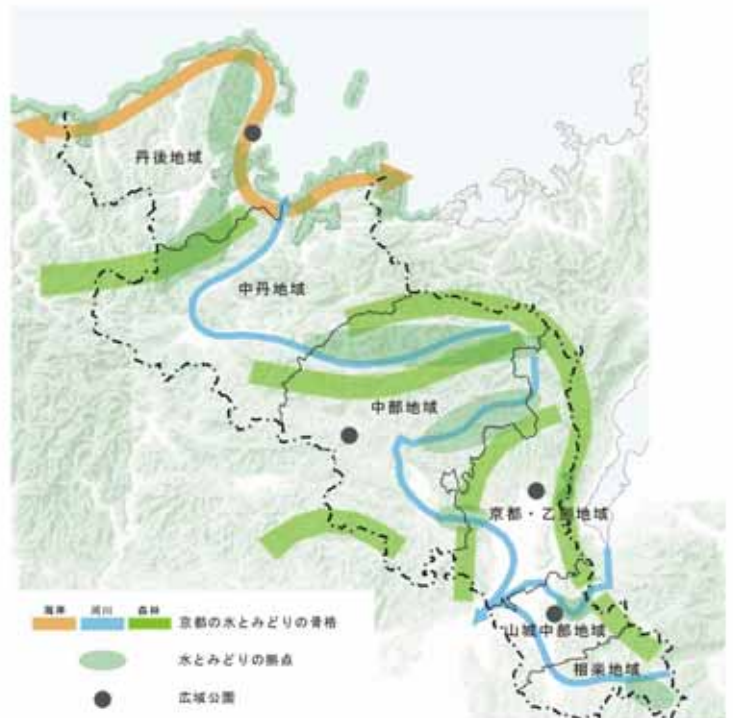 丹後地域
中丹地域
中部地域
京都・乙訓地域
山城中部地域
相楽地域
海岸 河川 森林
京都の水とみどりの骨格
水とみどりの拠点
広域公園